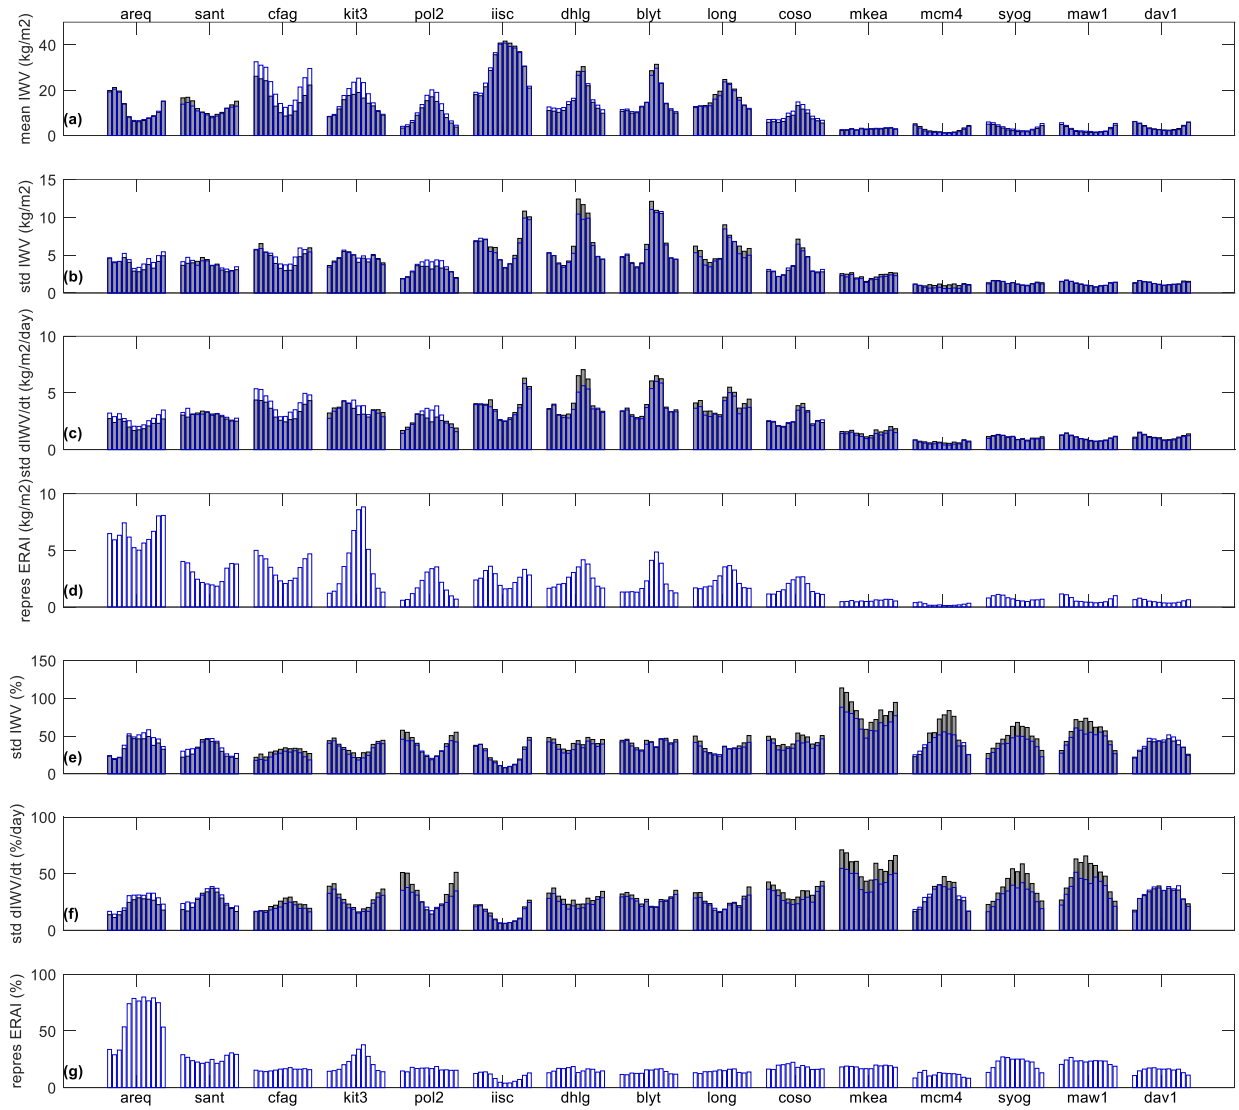 areq sant cfag kit3 pol2 iisc dhlg blyt long coso mkea mcm4 syog maw1 dav1
mean IWV (kg/m2)
40
20
0
(a)
std IWV (kg/m2)
15
10
5
0
(b)
std dIWV/dt (kg/m2/day)
10
5
0
(c)
repres ERAI (kg/m2)
10
5
0
(d)
std IWV (%)
150
100
50
0
(e)
std dIWV/dt (%/day)
100
50
0
(f)
repres ERAI (%)
100
50
0
(g)
areq sant cfag kit3 pol2 iisc dhlg blyt long coso mkea mcm4 syog maw1 dav1